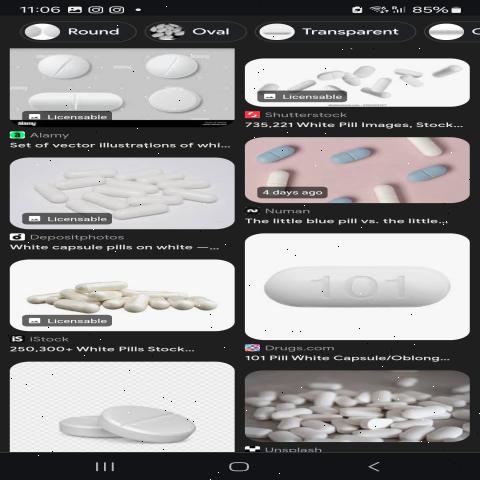 11:06
85%
Round
Oval
Transparent
Licensable
Alamy
Set of vector illustrations of whi...
Licensable
Depositphotos
White capsule pills on white —...
Licensable
iStock
250,300+ White Pills Stock...
Licensable
Shutterstock
735,221 White Pill Images, Stock...
4 days ago
Numan
The little blue pill vs. the little...
101
Drugs.com
101 Pill White Capsule/Oblong...
Unsplash